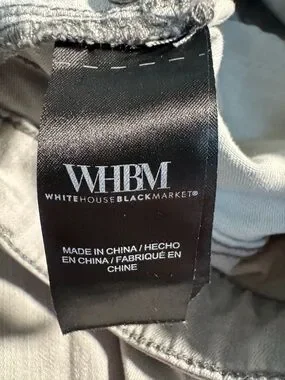 WHBM
WHITEHOUSEBLACKMARKET®
MADE IN CHINA / HECHO
EN CHINA / FABRIQUÉ EN
CHINE